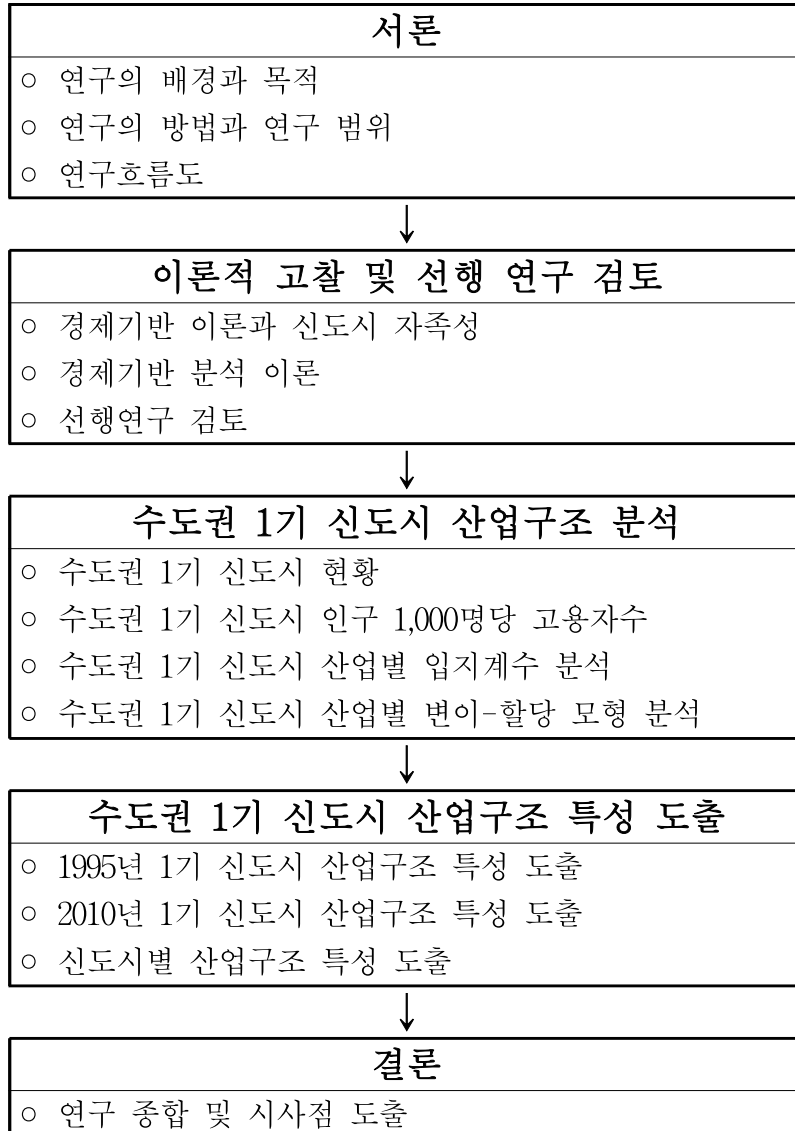 서론
○ 연구의 배경과 목적
○ 연구의 방법과 연구 범위
○ 연구흐름도
↓
이론적 고찰 및 선행 연구 검토
○ 경제기반 이론과 신도시 자족성
○ 경제기반 분석 이론
○ 선행연구 검토
↓
수도권 1기 신도시 산업구조 분석
○ 수도권 1기 신도시 현황
○ 수도권 1기 신도시 인구 1,000명당 고용자수
○ 수도권 1기 신도시 산업별 입지계수 분석
○ 수도권 1기 신도시 산업별 변이-할당 모형 분석
↓
수도권 1기 신도시 산업구조 특성 도출
○ 1995년 1기 신도시 산업구조 특성 도출
○ 2010년 1기 신도시 산업구조 특성 도출
○ 신도시별 산업구조 특성 도출
↓
결론
○ 연구 종합 및 시사점 도출